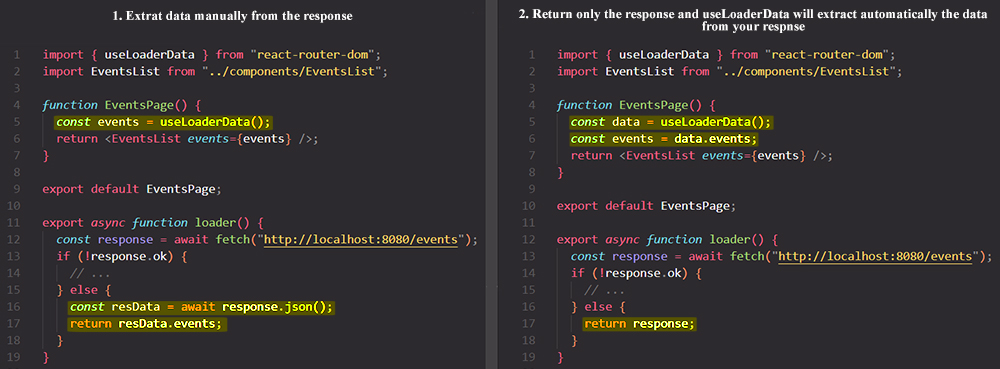 1. Extrat data manually from the response
1 import { useLoaderData } from "react-router-dom";
2 import EventsList from "../components/EventsList";
3
4 function EventsPage() {
5 const events = useLoaderData();
6 return <EventsList events={events} />;
7 }
8
9 export default EventsPage;
10
11 export async function loader() {
12 const response = await fetch("http://localhost:8080/events");
13 if (!response.ok) {
14 // ...
15 } else {
16 const resData = await response.json();
17 return resData.events;
18 }
19 }
2. Return only the response and useLoaderData will extract automatically the data
from your respnse
1 import { useLoaderData } from "react-router-dom";
2 import EventsList from "../components/EventsList";
3
4 function EventsPage() {
5 const data = useLoaderData();
6 const events = data.events;
7 return <EventsList events={events} />;
8 }
9
10 export default EventsPage;
11
12 export async function loader() {
13 const response = await fetch("http://localhost:8080/events");
14 if (!response.ok) {
15 // ...
16 } else {
17 return response;
18 }
19 }